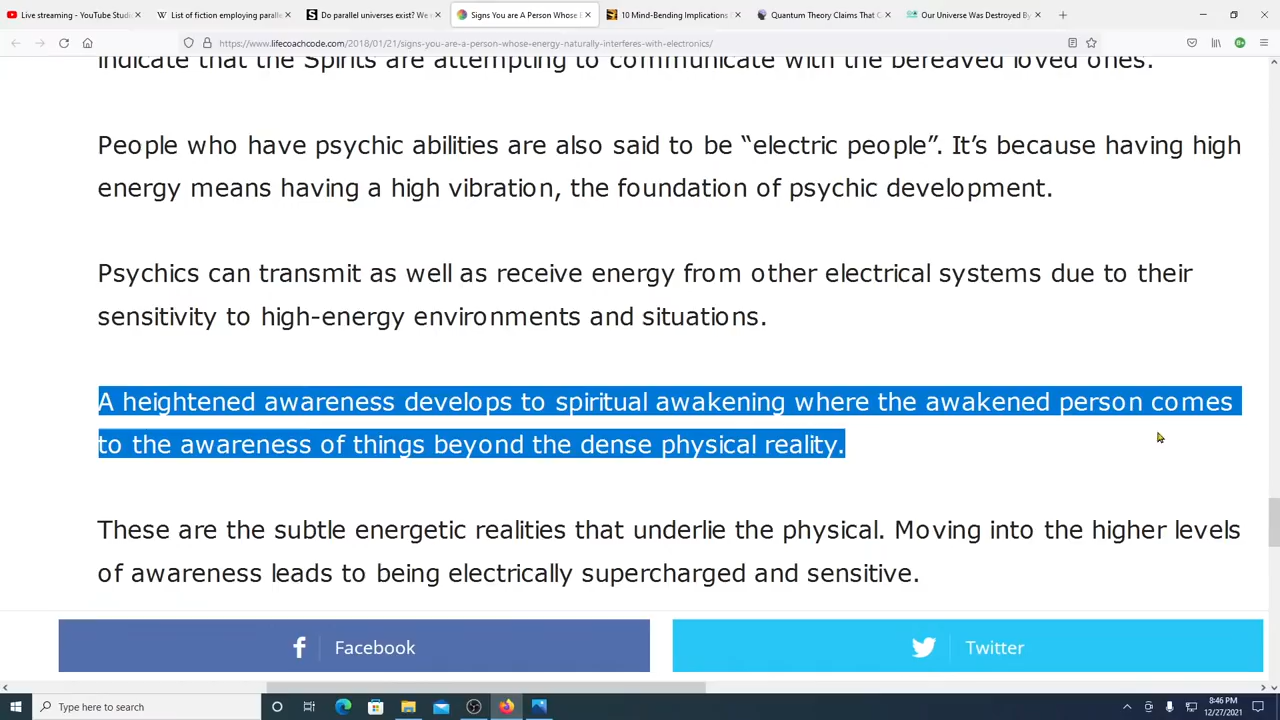 Live streaming - YouTube Studi
List of fiction employing paralle
Do parallel universes exist? We n
Signs You are A Person Whose E
10 Mind-Bending Implications
Quantum Theory Claims That C
Our Universe Was Destroyed By
https://www.lifecoachcode.com/2018/01/21/signs-you-are-a-person-whose-energy-naturally-interferes-with-electronics/
indicate that the Spirits are attempting to communicate with the bereaved loved ones.
People who have psychic abilities are also said to be “electric people”. It’s because having high
energy means having a high vibration, the foundation of psychic development.
Psychics can transmit as well as receive energy from other electrical systems due to their
sensitivity to high-energy environments and situations.
A heightened awareness develops to spiritual awakening where the awakened person comes
to the awareness of things beyond the dense physical reality.
These are the subtle energetic realities that underlie the physical. Moving into the higher levels
of awareness leads to being electrically supercharged and sensitive.
Facebook
Twitter
Type here to search
8:46 PM
12/27/2021